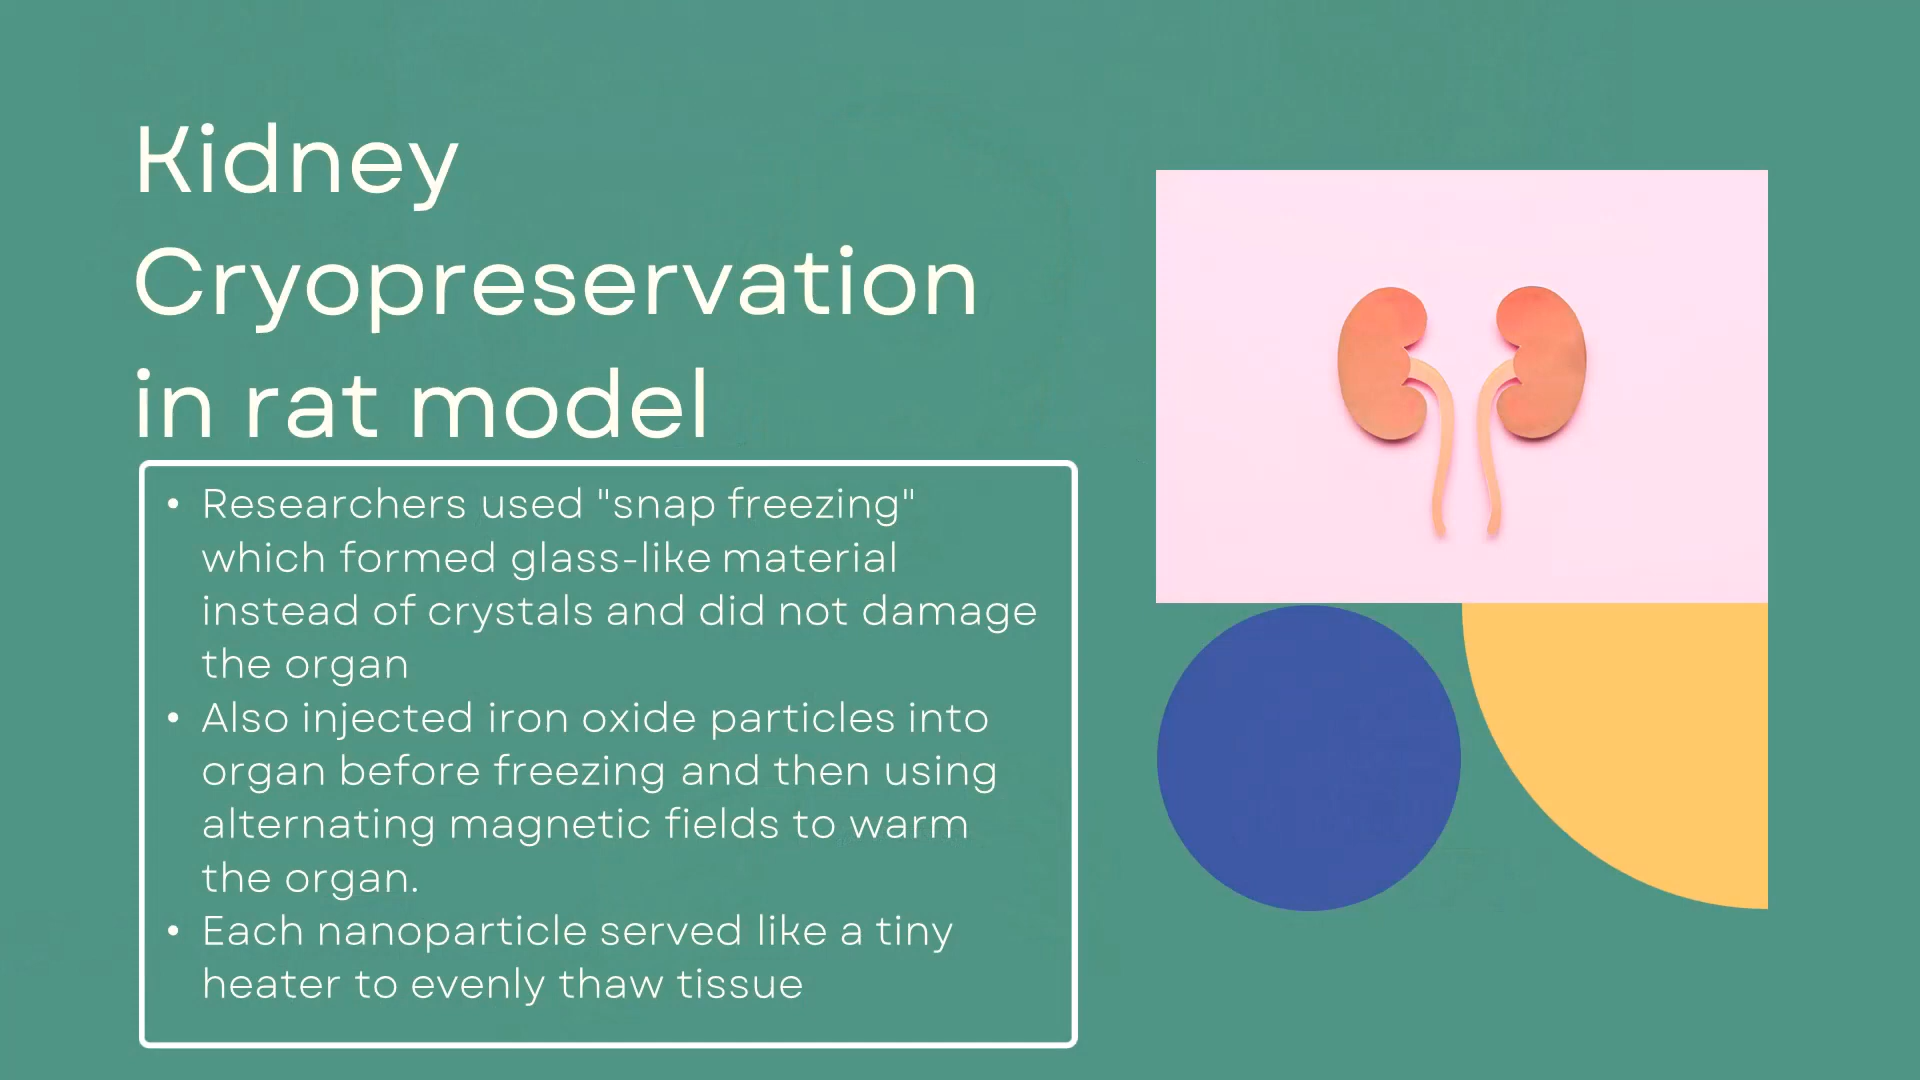 Kidney
Cryopreservation
in rat model
• Researchers used "snap freezing"
which formed glass-like material
instead of crystals and did not damage
the organ
• Also injected iron oxide particles into
organ before freezing and then using
alternating magnetic fields to warm
the organ.
• Each nanoparticle served like a tiny
heater to evenly thaw tissue